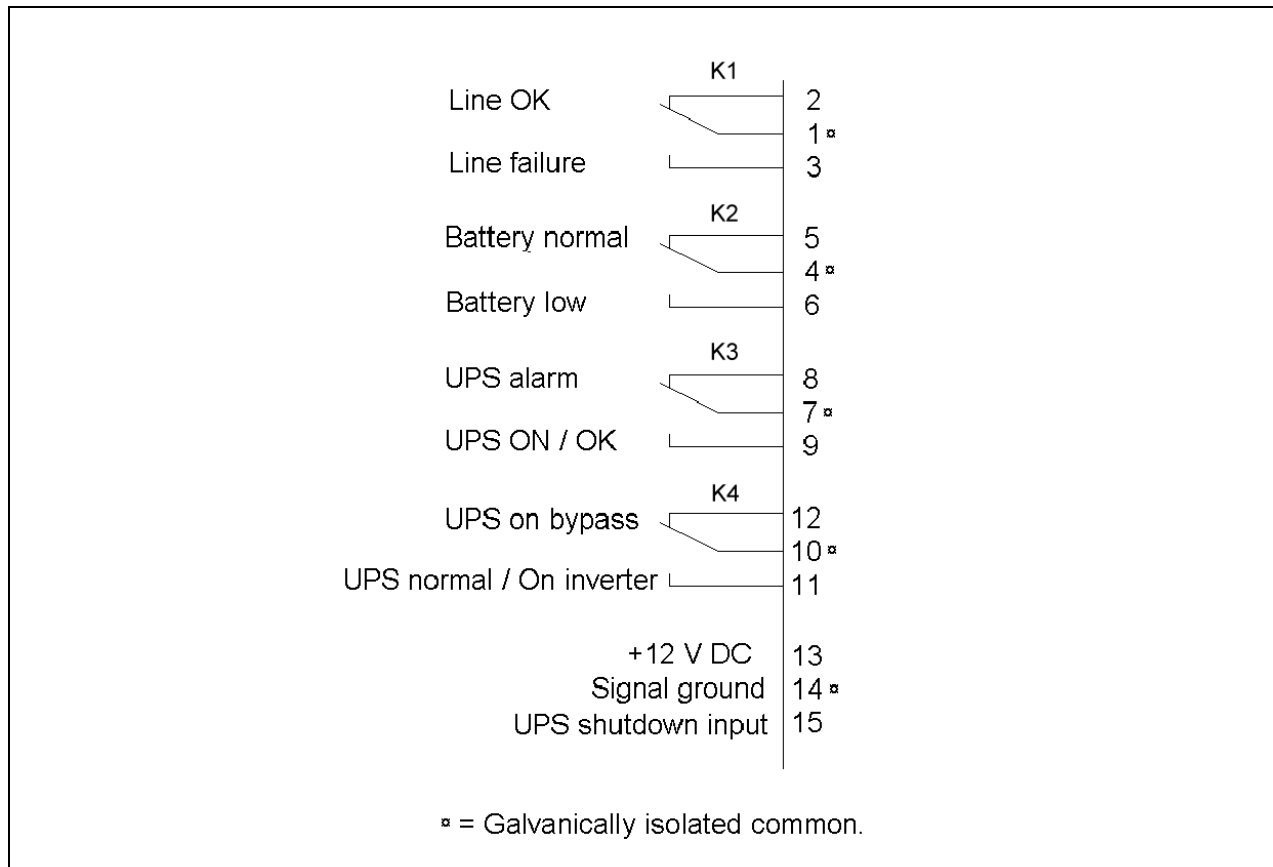 K1
Line OK 2
1¤
Line failure 3
K2
Battery normal 5
4¤
Battery low 6
K3
UPS alarm 8
7¤
UPS ON / OK 9
K4
UPS on bypass 12
10¤
UPS normal / On inverter 11
+12 V DC 13
Signal ground 14¤
UPS shutdown input 15
¤ = Galvanically isolated common.